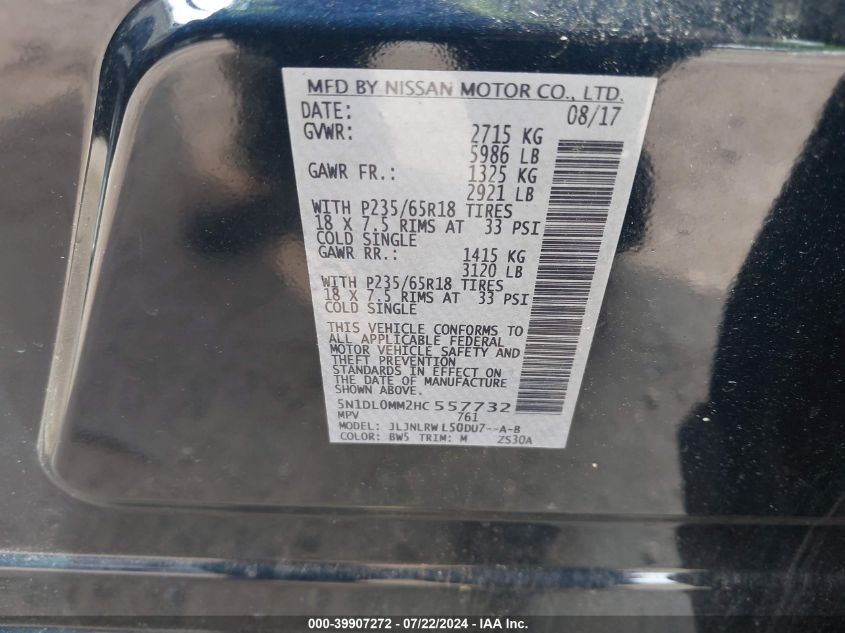 MFD BY NISSAN MOTOR CO., LTD.
DATE: 08/17
GVWR: 2715 KG
5986 LB
GAWR FR.: 1325 KG
2921 LB
WITH P235/65R18 TIRES
18 X 7.5 RIMS AT 33 PSI
COLD SINGLE
GAWR RR.: 1415 KG
3120 LB
WITH P235/65R18 TIRES
18 X 7.5 RIMS AT 33 PSI
COLD SINGLE
THIS VEHICLE CONFORMS TO
ALL APPLICABLE FEDERAL
MOTOR VEHICLE SAFETY AND
THEFT PREVENTION
STANDARDS IN EFFECT ON
THE DATE OF MANUFACTURE
SHOWN ABOVE.
5N1DL0MM2HC 557732
MPV 761
MODEL: JLJNLRW L50DU7--A-B
COLOR: BW5 TRIM: M ZS30A
000-39907272 - 07/22/2024 - IAA Inc.